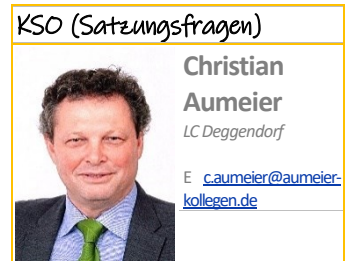 KSO (Satzungsfragen)
Christian
Aumeier
LC Deggendorf
E c.aumeier@aumeier-
kollegen.de